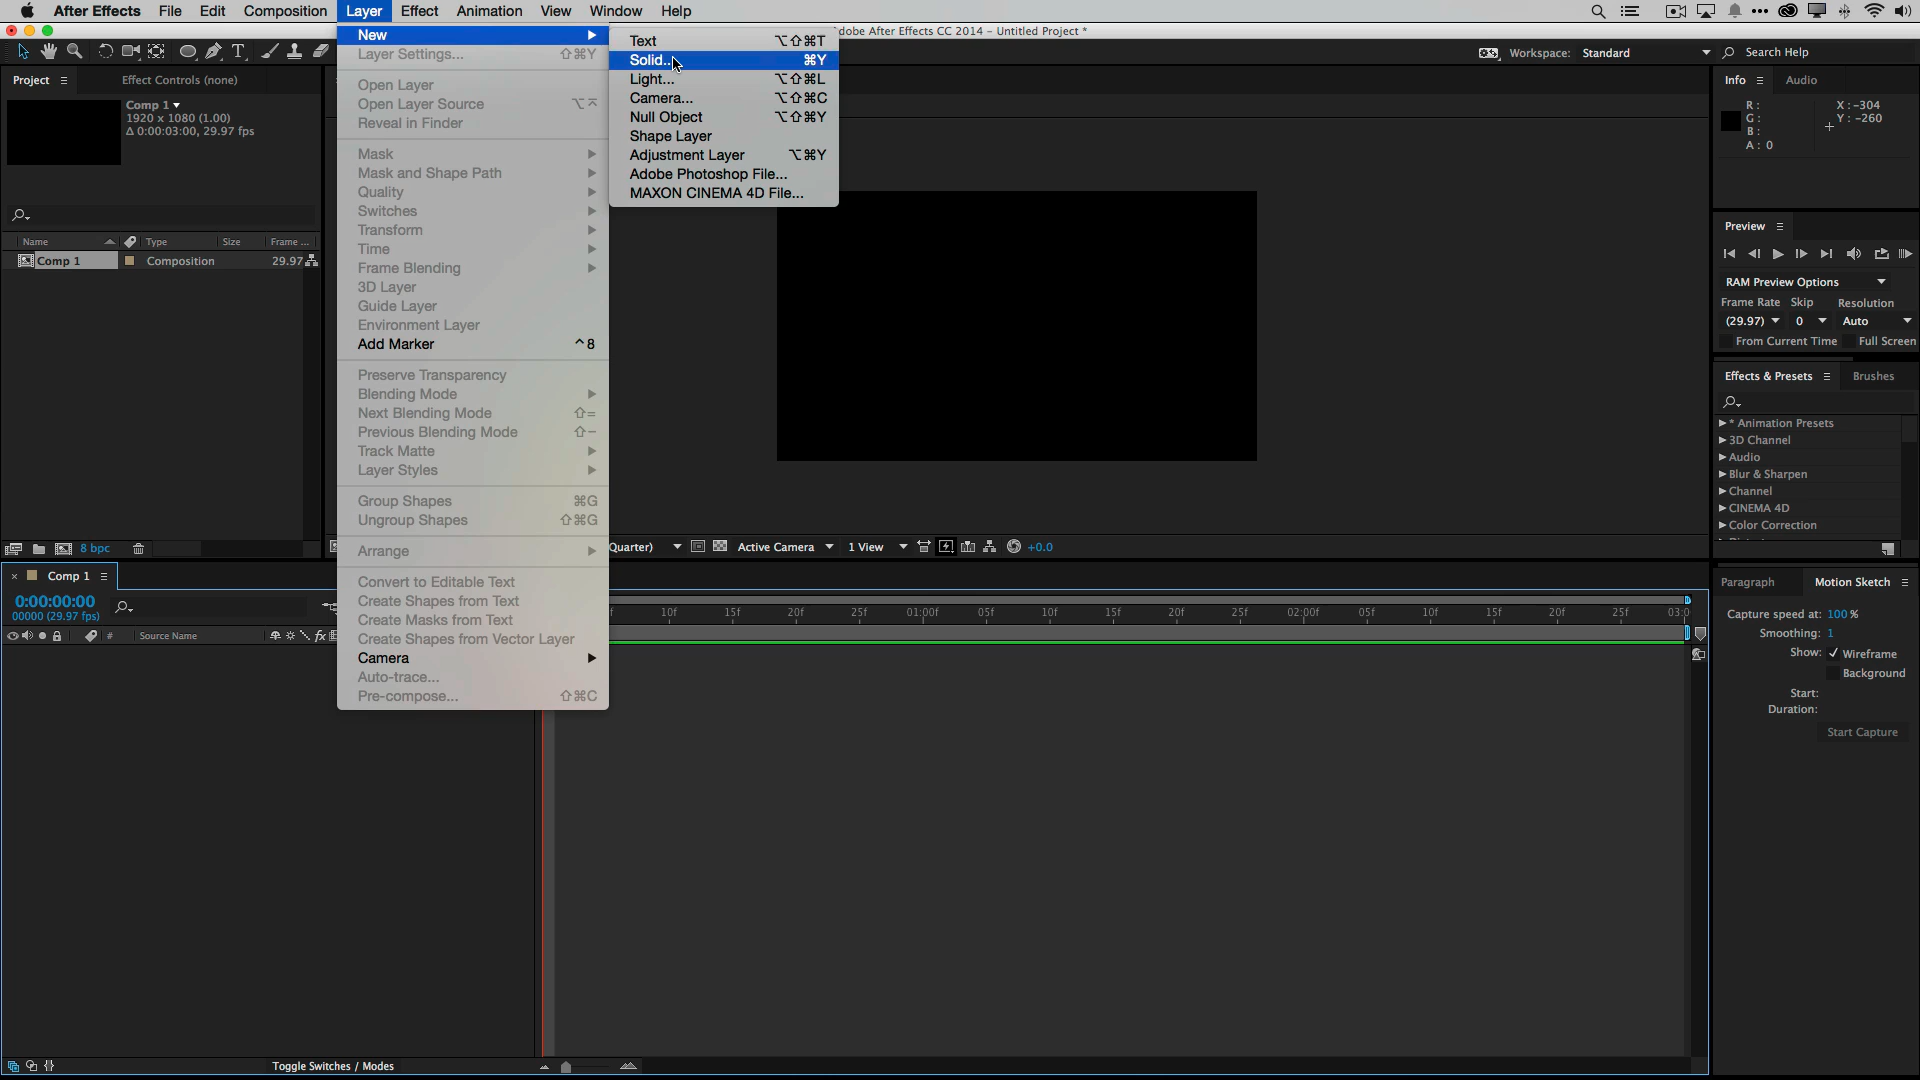 After Effects File Edit Composition Layer Effect Animation View Window Help
dobe After Effects CC 2014 – Untitled Project *
Workspace: Standard Search Help
New
Layer Settings... ⇧⌘Y
Open Layer
Open Layer Source
Reveal in Finder
Mask
Mask and Shape Path
Quality
Switches
Transform
Time
Frame Blending
3D Layer
Guide Layer
Environment Layer
Add Marker ^8
Preserve Transparency
Blending Mode
Next Blending Mode ⇧=
Previous Blending Mode ⇧-
Track Matte
Layer Styles
Group Shapes ⌘G
Ungroup Shapes ⇧⌘G
Arrange
Convert to Editable Text
Create Shapes from Text
Create Masks from Text
Create Shapes from Vector Layer
Camera
Auto-trace...
Pre-compose... ⇧⌘C
Text ⌥⇧⌘T
Solid... ⌘Y
Light... ⌥⇧⌘L
Camera... ⌥⇧⌘C
Null Object ⌥⇧⌘Y
Shape Layer
Adjustment Layer ⌥⌘Y
Adobe Photoshop File...
MAXON CINEMA 4D File...
Project Effect Controls (none)
Comp 1
1920 x 1080 (1.00)
Δ 0:00:03:00, 29.97 fps
Name Type Size Frame ...
Comp 1 Composition 29.97
8 bpc
Quarter) Active Camera 1 View +0.0
Info Audio
R: X: -304
G: Y: -260
B:
A: 0
Preview
RAM Preview Options
Frame Rate Skip Resolution
(29.97) 0 Auto
From Current Time Full Screen
Effects & Presets Brushes
* Animation Presets
3D Channel
Audio
Blur & Sharpen
Channel
CINEMA 4D
Color Correction
Comp 1
0:00:00:00
00000 (29.97 fps)
# Source Name fx
f 10f 15f 20f 25f 01:00f 05f 10f 15f 20f 25f 02:00f 05f 10f 15f 20f 25f 03:0
Toggle Switches / Modes
Paragraph Motion Sketch
Capture speed at: 100 %
Smoothing: 1
Show: Wireframe
Background
Start:
Duration:
Start Capture